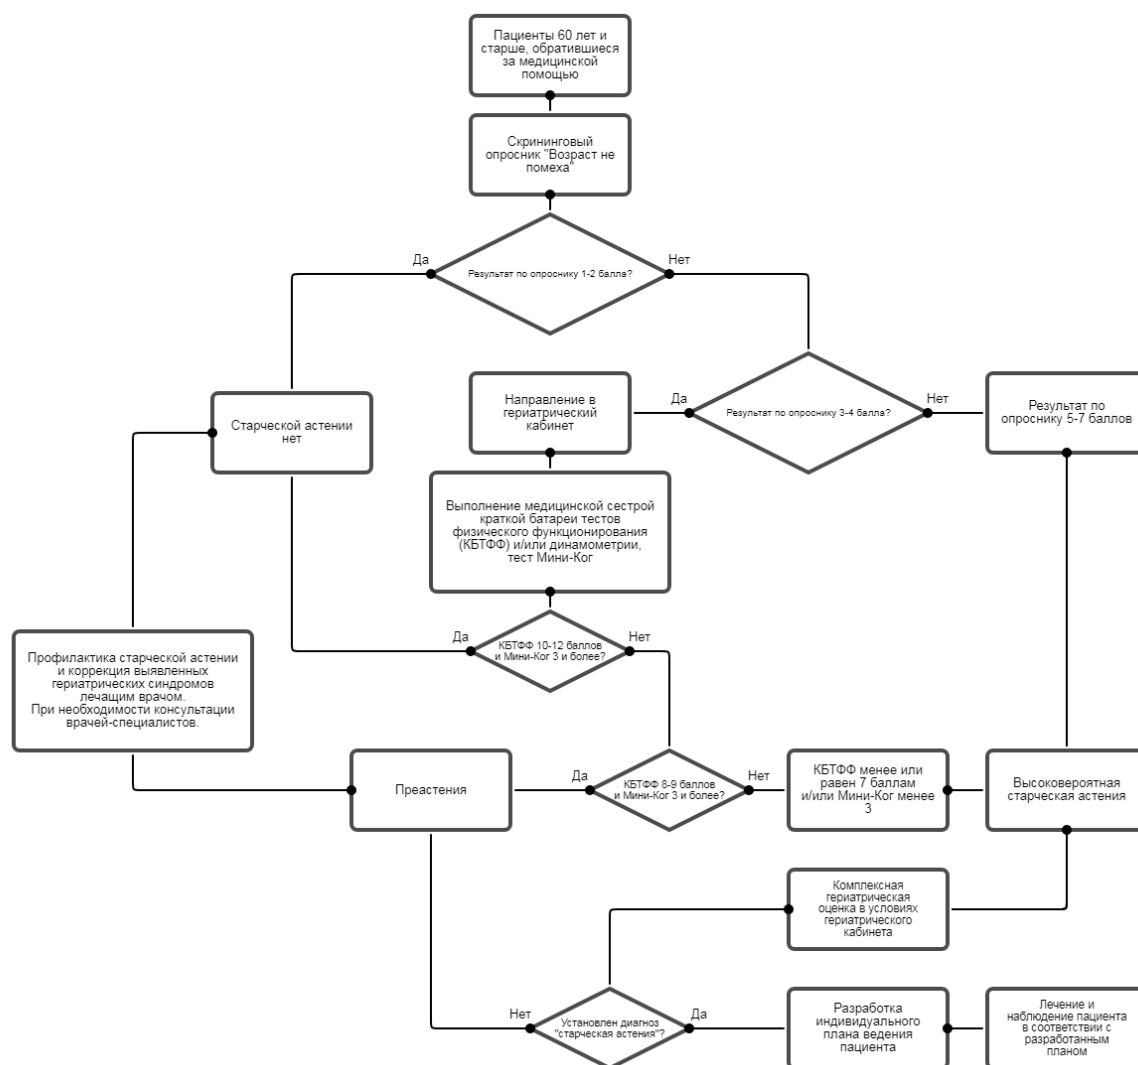 Пациенты 60 лет и
старше, обратившиеся
за медицинской
помощью
Скрининговый
опросник "Возраст не
помеха"
Да
Нет
Результат по опроснику 1-2 балла?
Старческой астении
нет
Направление в
гериатрический
кабинет
Да
Результат по опроснику 3-4 балла?
Нет
Результат по
опроснику 5-7 баллов
Выполнение медицинской сестрой
краткой батареи тестов
физического функционирования
(КБТФФ) и/или динамометрии,
тест Мини-Ког
Да
КБТФФ 10-12 баллов
и Мини-Ког 3 и более?
Нет
Профилактика старческой астении
и коррекция выявленных
гериатрических синдромов
лечащим врачом.
При необходимости консультации
врачей-специалистов.
Преастения
Да
КБТФФ 8-9 баллов
и Мини-Ког 3 и более?
Нет
КБТФФ менее или
равен 7 баллам
и/или Мини-Ког менее
3
Высоковероятная
старческая астения
Комплексная
гериатрическая
оценка в условиях
гериатрического
кабинета
Нет
Установлен диагноз
"старческая астения"?
Да
Разработка
индивидуального
плана ведения
пациента
Лечение и
наблюдение пациента
в соответствии с
разработанным
планом